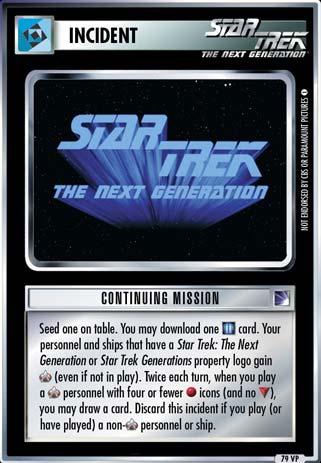 INCIDENT
STAR TREK
THE NEXT GENERATION
STAR
TREK
THE NEXT GENERATION
NOT ENDORSED BY CBS OR PARAMOUNT PICTURES
CONTINUING MISSION
Seed one on table. You may download one card. Your
personnel and ships that have a Star Trek: The Next
Generation or Star Trek Generations property logo gain
(even if not in play). Twice each turn, when you play
a personnel with four or fewer icons (and no ),
you may draw a card. Discard this incident if you play (or
have played) a non- personnel or ship.
79 VP